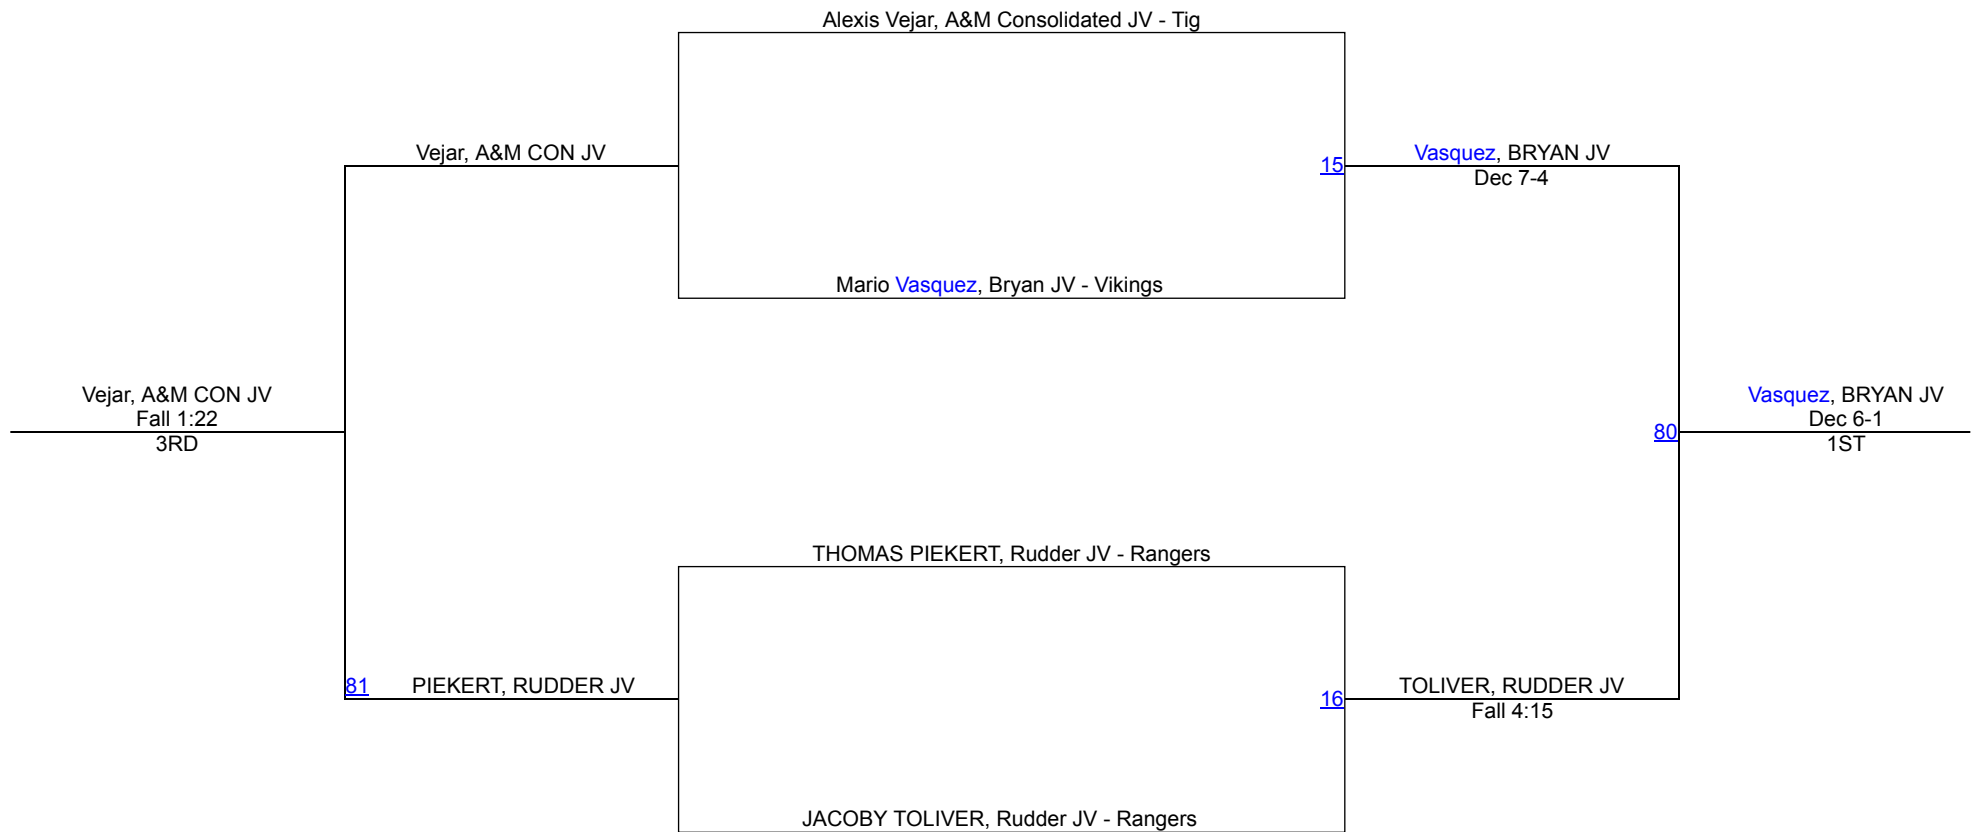 Alexis Vejar, A&M Consolidated JV - Tig
Vejar, A&M CON JV
15
Vasquez, BRYAN JV
Dec 7-4
Mario Vasquez, Bryan JV - Vikings
Vejar, A&M CON JV
Fall 1:22
3RD
80
Vasquez, BRYAN JV
Dec 6-1
1ST
THOMAS PIEKERT, Rudder JV - Rangers
81
PIEKERT, RUDDER JV
16
TOLIVER, RUDDER JV
Fall 4:15
JACOBY TOLIVER, Rudder JV - Rangers